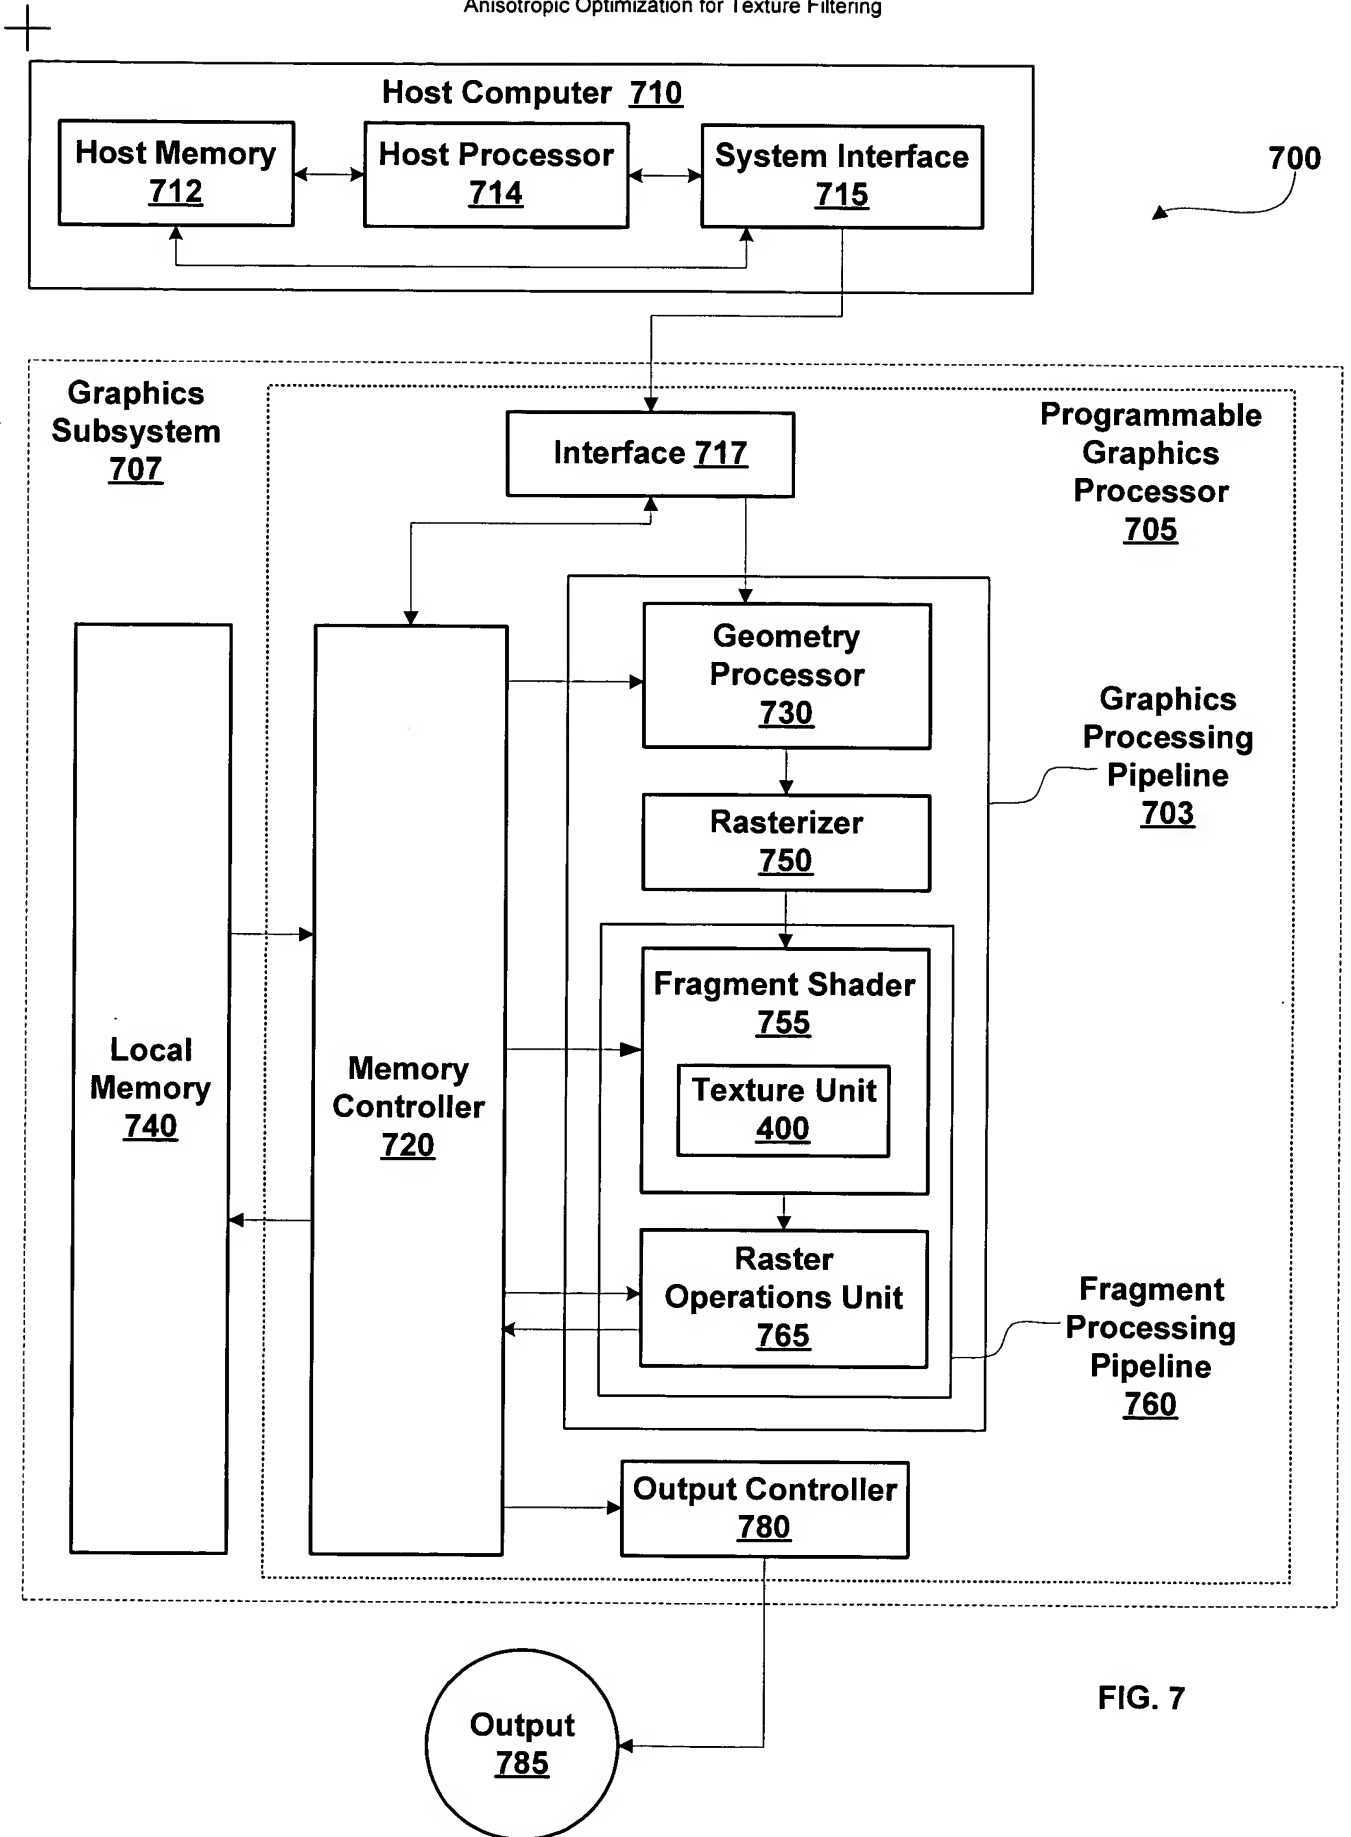 Anisotropic Optimization for Texture Filtering
Host Computer 710
Host Memory
712
Host Processor
714
System Interface
715
700
Graphics
Subsystem
707
Interface 717
Programmable
Graphics
Processor
705
Geometry
Processor
730
Graphics
Processing
Pipeline
703
Rasterizer
750
Fragment Shader
755
Texture Unit
400
Local
Memory
740
Memory
Controller
720
Raster
Operations Unit
765
Fragment
Processing
Pipeline
760
Output Controller
780
Output
785
FIG. 7